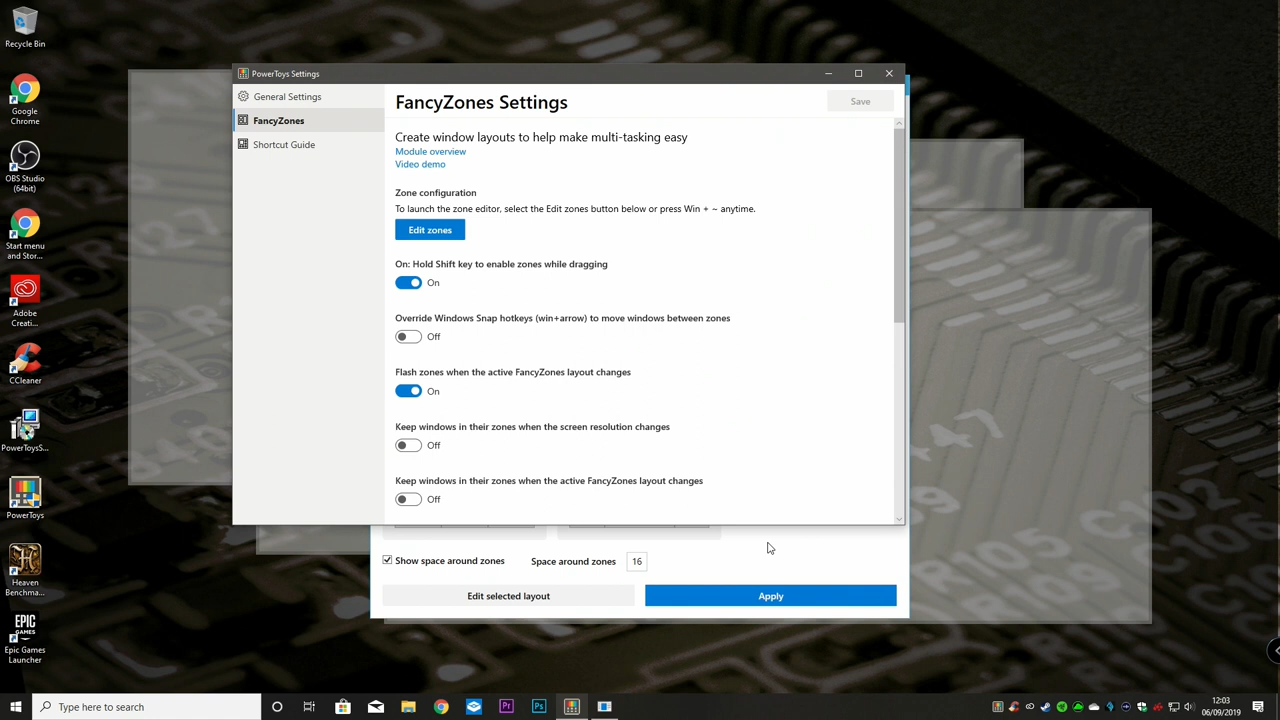 Recycle Bin
Google
Chrome
OBS Studio
(64bit)
Start menu
and Stor...
Adobe
Creati...
CCleaner
PowerToysS...
PowerToys
Heaven
Benchma...
EPIC
GAMES
Epic Games
Launcher
PowerToys Settings
General Settings
FancyZones
Shortcut Guide
FancyZones Settings
Save
Create window layouts to help make multi-tasking easy
Module overview
Video demo
Zone configuration
To launch the zone editor, select the Edit zones button below or press Win + ~ anytime.
Edit zones
On: Hold Shift key to enable zones while dragging
On
Override Windows Snap hotkeys (win+arrow) to move windows between zones
Off
Flash zones when the active FancyZones layout changes
On
Keep windows in their zones when the screen resolution changes
Off
Keep windows in their zones when the active FancyZones layout changes
Off
Show space around zones
Space around zones
16
Edit selected layout
Apply
Type here to search
Pr
Ps
12:03
06/09/2019